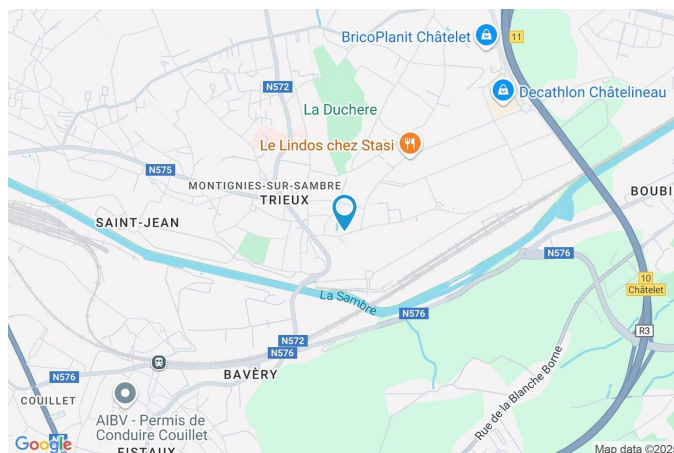 BricoPlanit Châtelet
11
Decathlon Châtelineau
N572
La Duchere
Le Lindos chez Stasi
N575
MONTIGNIES-SUR-SAMBRE
TRIEUX
BOUBI
SAINT-JEAN
N576
10
Châtelet
La Sambre
N576
R3
N572
N576
BAVÈRY
N576
Rue de la Blanche Borne
COUILLET
AIBV - Permis de
Conduire Couillet
FISTAUX
Google
Map data ©2025